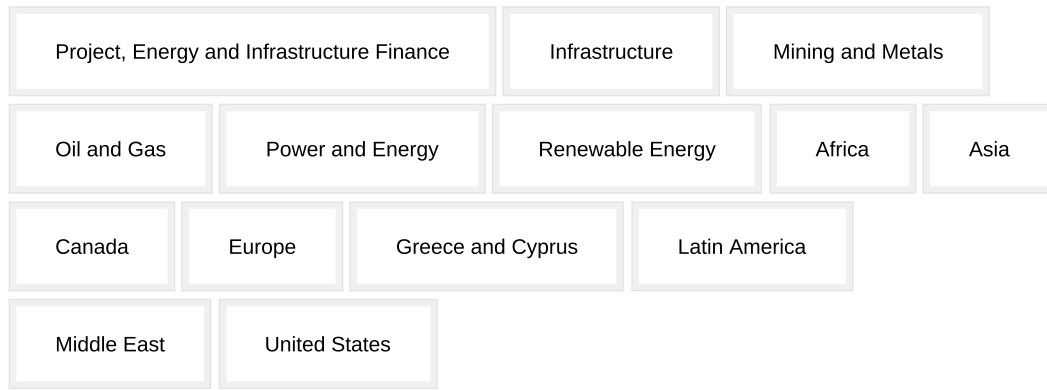 Project, Energy and Infrastructure Finance Infrastructure Mining and Metals
Oil and Gas Power and Energy Renewable Energy Africa Asia
Canada Europe Greece and Cyprus Latin America
Middle East United States